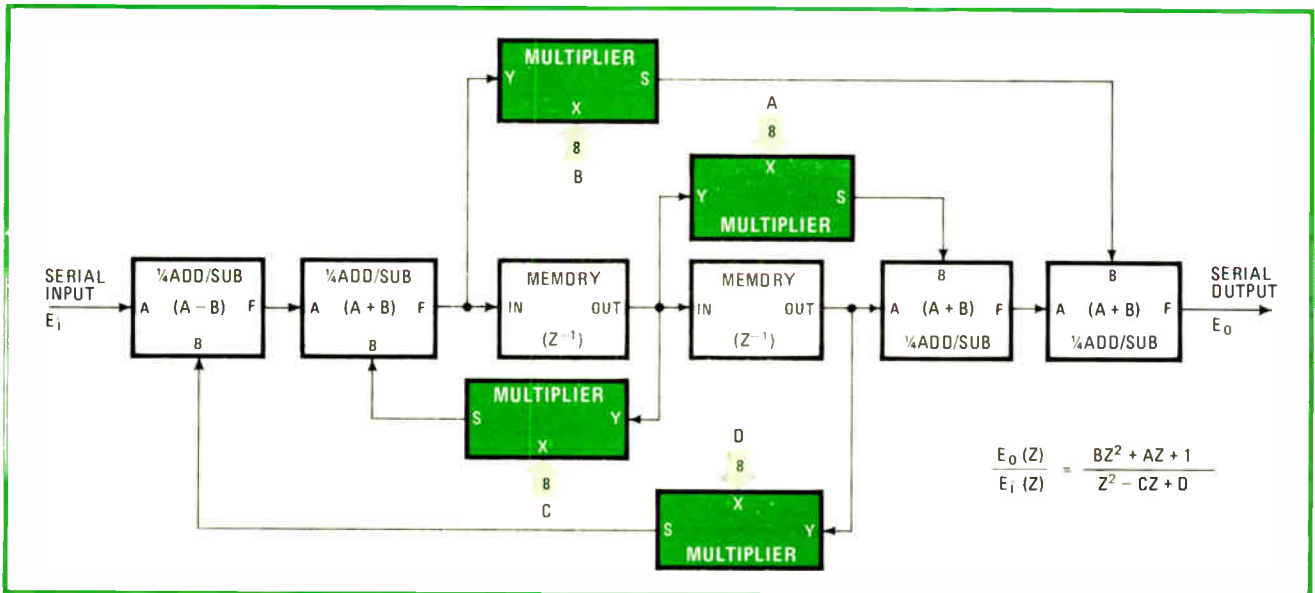 MULTIPLIER
Y S
X
8
B
A
8
X
Y S
MULTIPLIER
SERIAL
INPUT
Ei
¼ADD/SUB
A (A − B) F
B
¼ADD/SUB
A (A + B) F
B
MEMORY
IN OUT
(Z⁻¹)
MEMORY
IN OUT
(Z⁻¹)
B
A (A + B) F
¼ADD/SUB
B
A (A + B) F
¼ADD/SUB
SERIAL
OUTPUT
Eo
MULTIPLIER
S Y
X
8
C
D
8
X
S Y
MULTIPLIER
Eo (Z) / Ei (Z) = BZ² + AZ + 1 / Z² − CZ + D